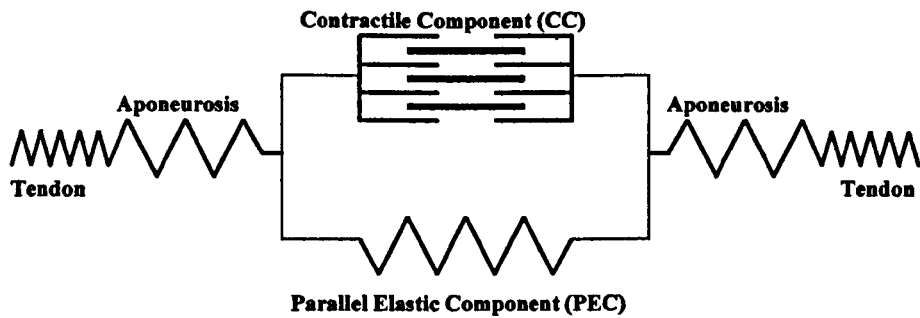 Contractile Component (CC)
Aponeurosis
Aponeurosis
Tendon
Tendon
Parallel Elastic Component (PEC)